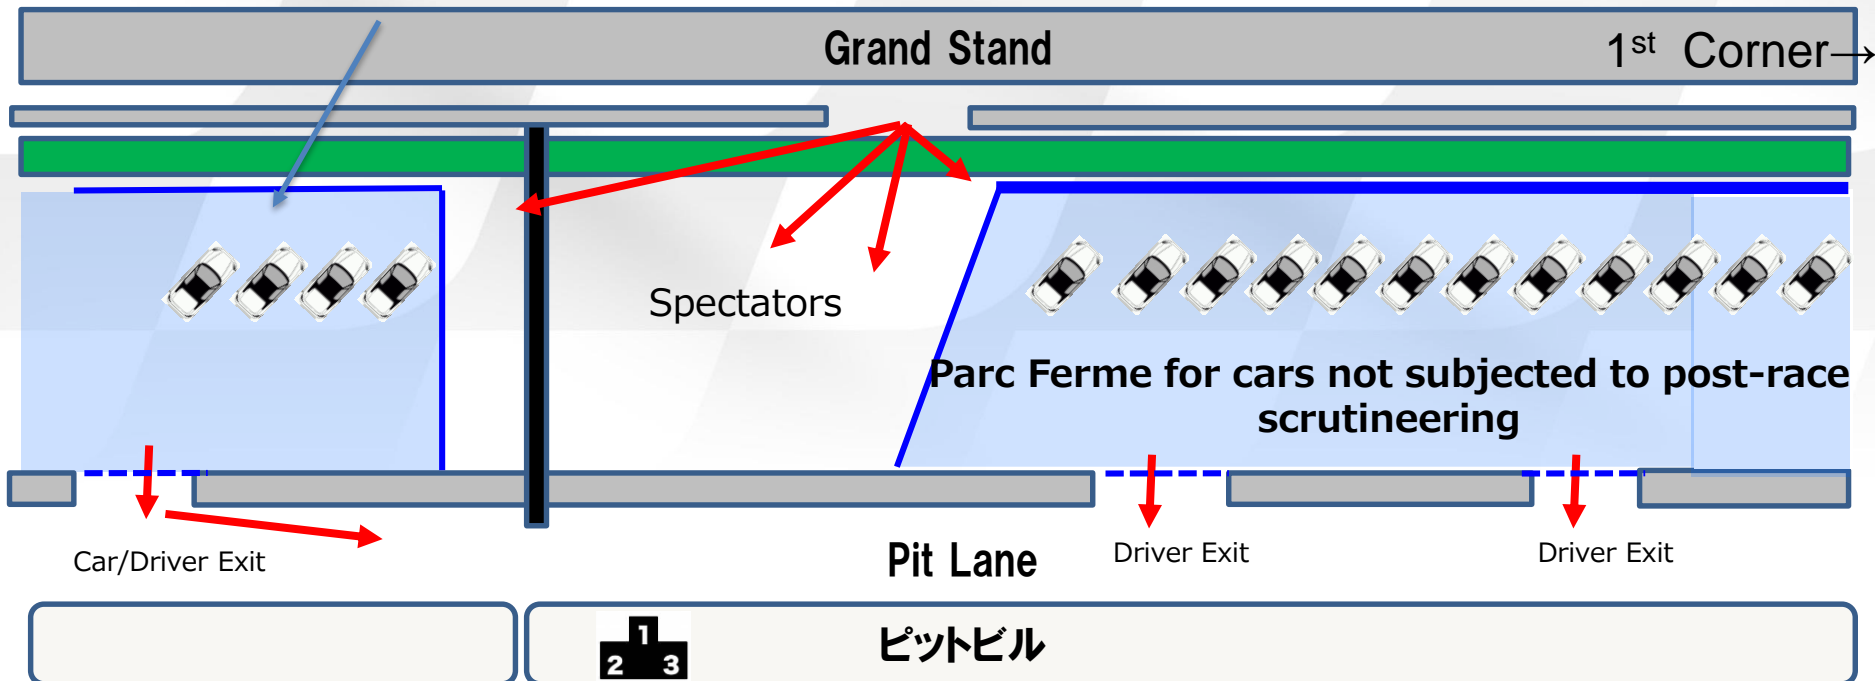 Grand Stand
1st Corner→
Spectators
Parc Ferme for cars not subjected to post-race
scrutineering
Car/Driver Exit
Pit Lane
Driver Exit
Driver Exit
1
2 3
ピットビル